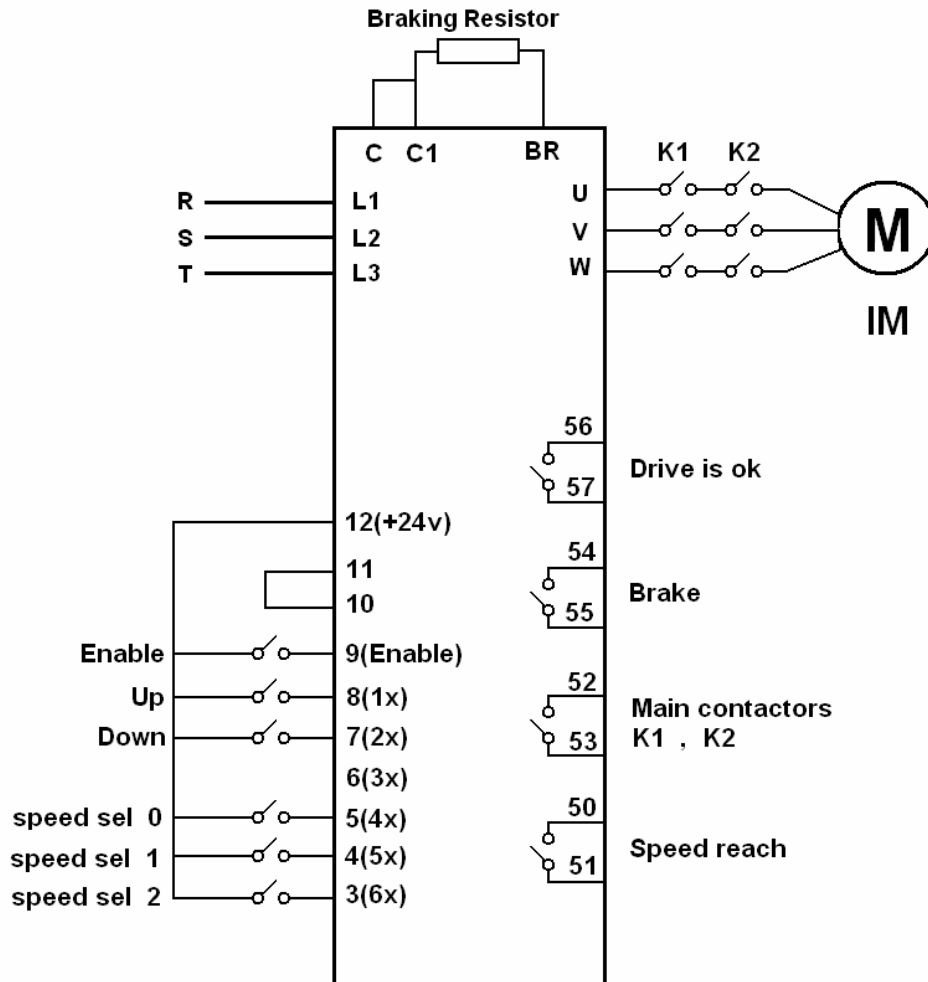 Braking Resistor
C C1 BR
K1 K2
R L1 U
S L2 V
T L3 W
M
IM
56
57
Drive is ok
12(+24v)
11
10
54
55
Brake
Enable 9(Enable)
Up 8(1x)
Down 7(2x)
6(3x)
52
53
Main contactors
K1 , K2
speed sel 0 5(4x)
speed sel 1 4(5x)
speed sel 2 3(6x)
50
51
Speed reach